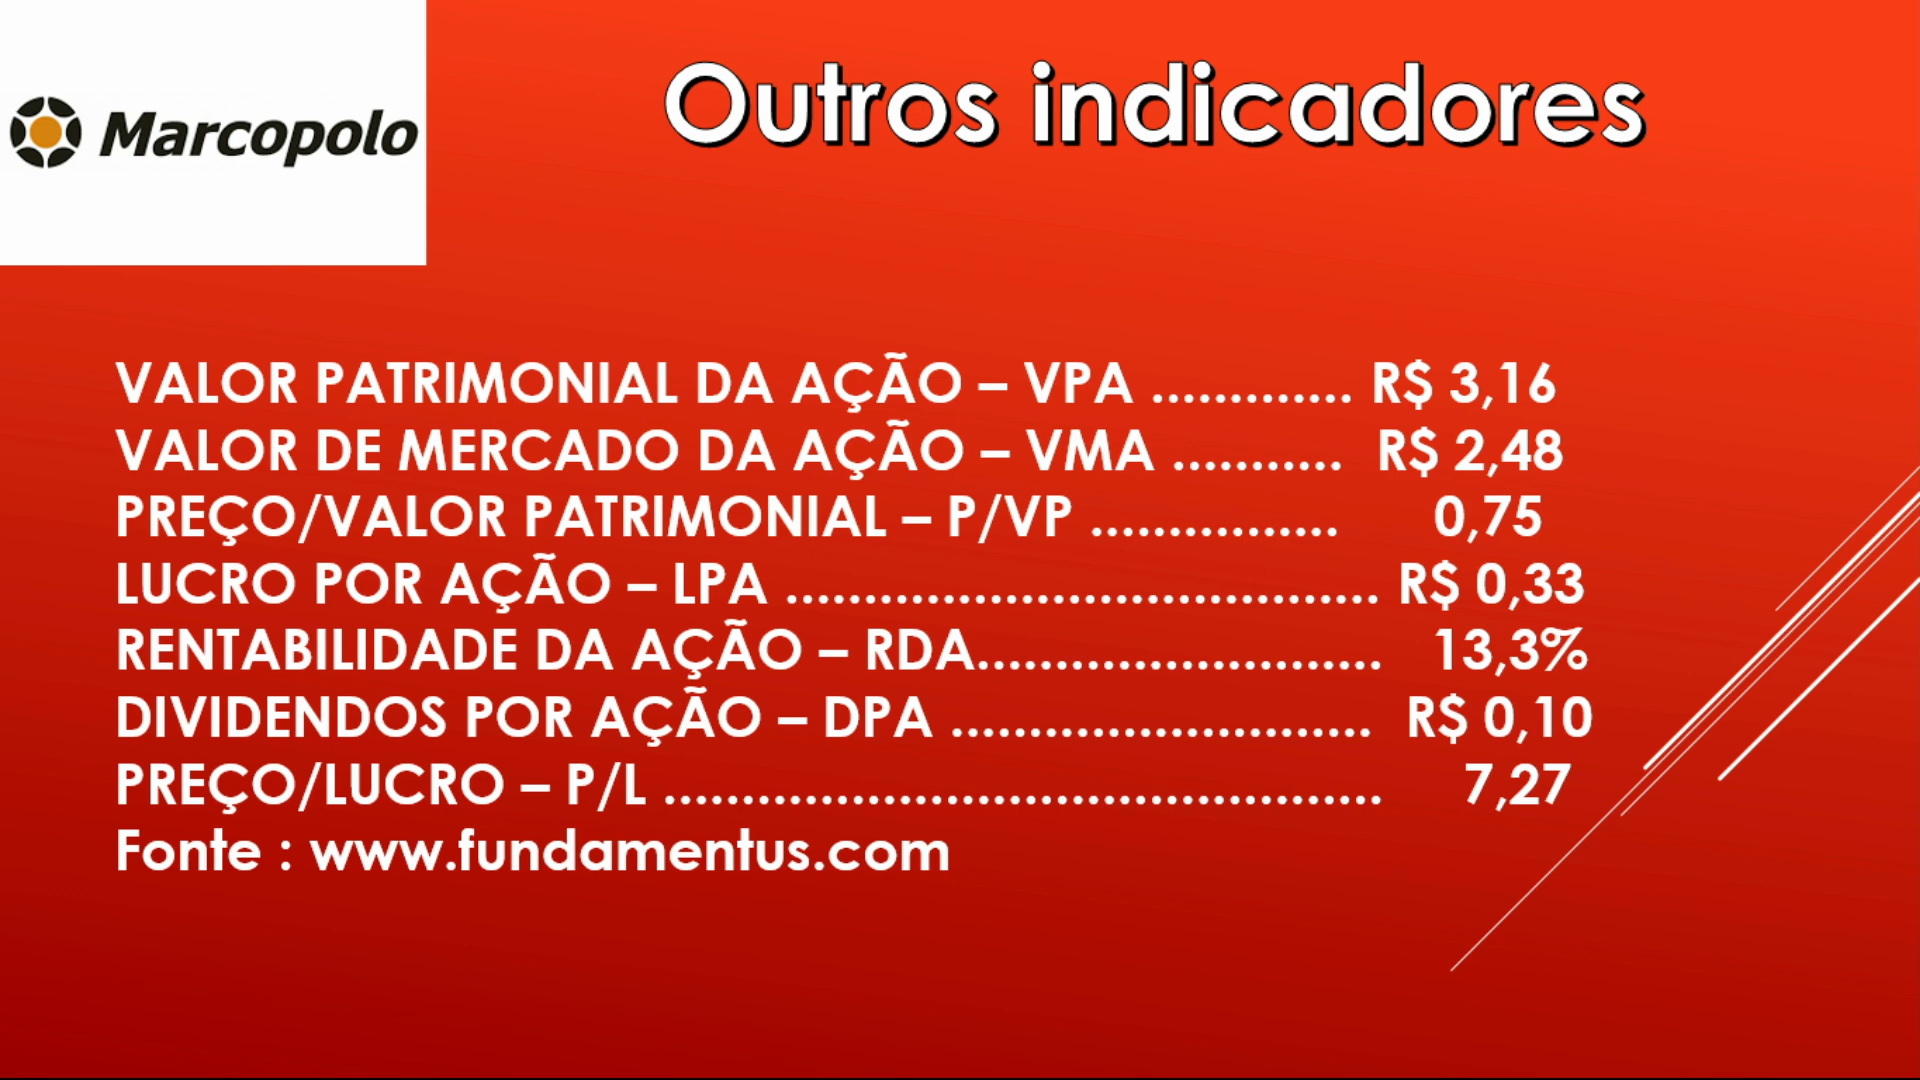 Marcopolo
Outros indicadores
VALOR PATRIMONIAL DA AÇÃO – VPA ............. R$ 3,16
VALOR DE MERCADO DA AÇÃO – VMA ........... R$ 2,48
PREÇO/VALOR PATRIMONIAL – P/VP ................ 0,75
LUCRO POR AÇÃO – LPA ...................................... R$ 0,33
RENTABILIDADE DA AÇÃO – RDA.......................... 13,3%
DIVIDENDOS POR AÇÃO – DPA ........................... R$ 0,10
PREÇO/LUCRO – P/L .............................................. 7,27
Fonte : www.fundamentus.com